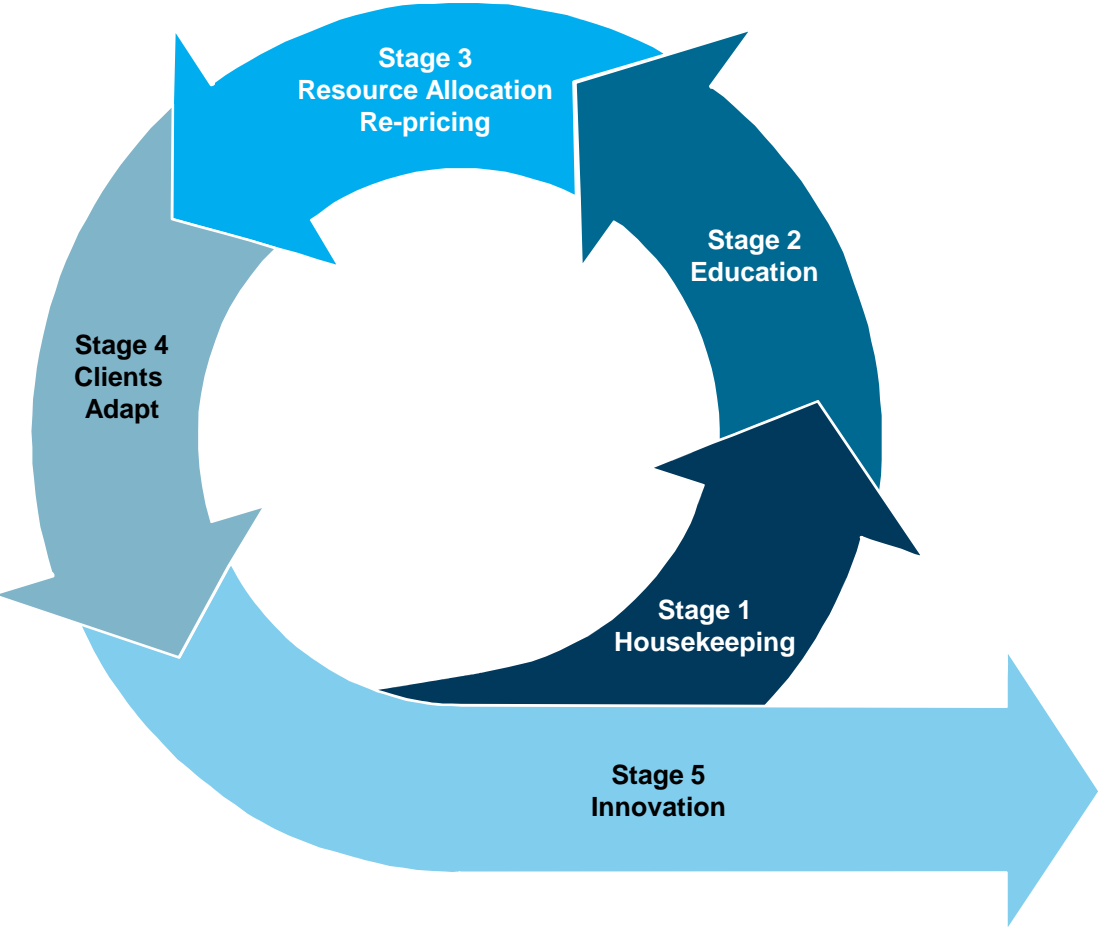 Stage 3
Resource Allocation
Re-pricing
Stage 2
Education
Stage 4
Clients
Adapt
Stage 1
Housekeeping
Stage 5
Innovation